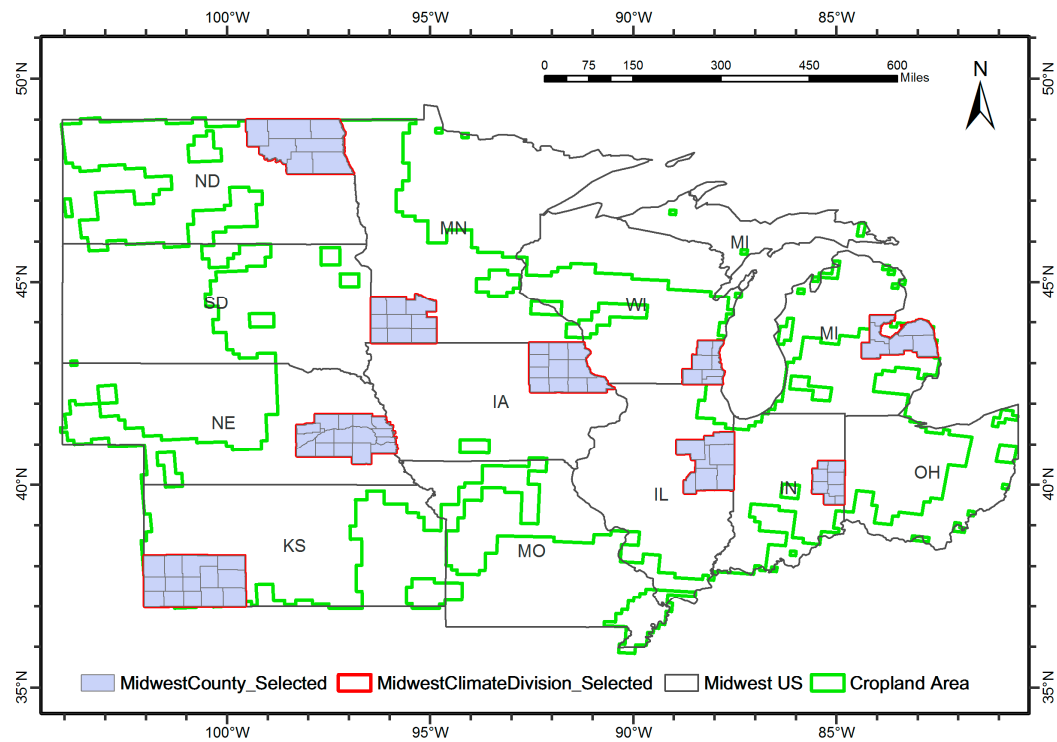 100°W 95°W 90°W 85°W
50°N 50°N
0 75 150 300 450 600
Miles
N
ND
MN
MI
45°N 45°N
SD
WI
MI
IA
NE
OH
40°N 40°N
IL
IN
KS
MO
35°N 35°N
MidwestCounty_Selected MidwestClimateDivision_Selected Midwest US Cropland Area
100°W 95°W 90°W 85°W